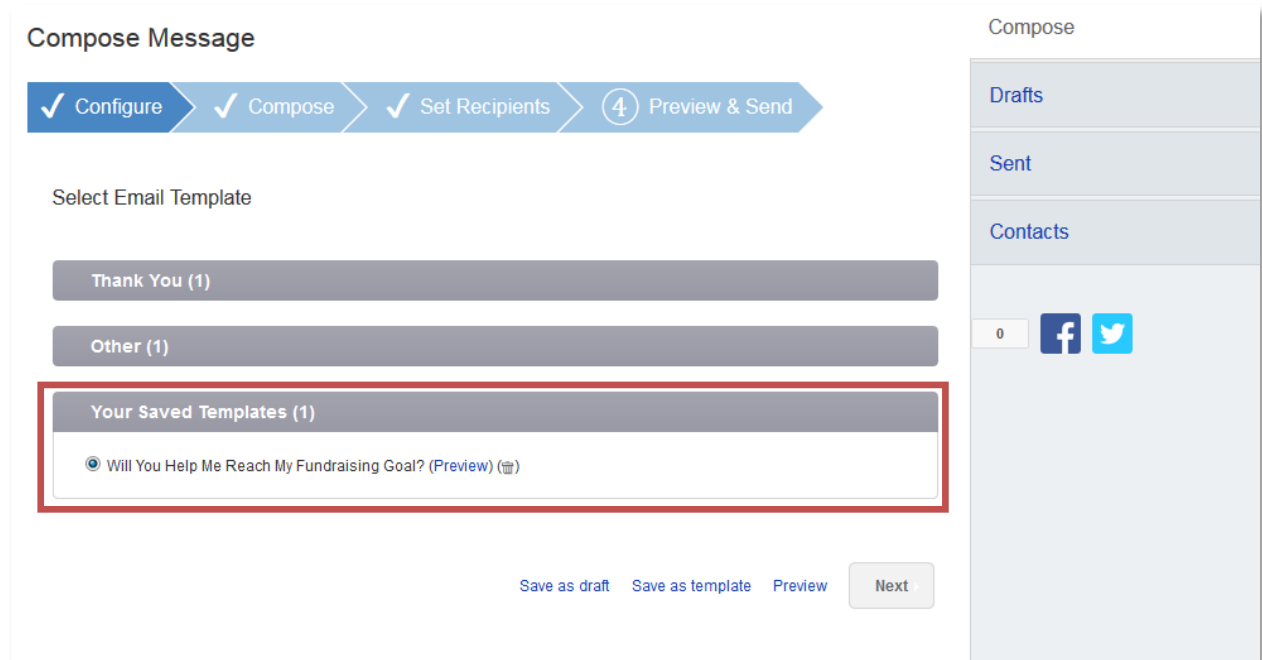 Compose Message
Configure
Compose
Set Recipients
4 Preview & Send
Select Email Template
Thank You (1)
Other (1)
Your Saved Templates (1)
Will You Help Me Reach My Fundraising Goal? (Preview) ()
Save as draft Save as template Preview Next
Compose
Drafts
Sent
Contacts
0